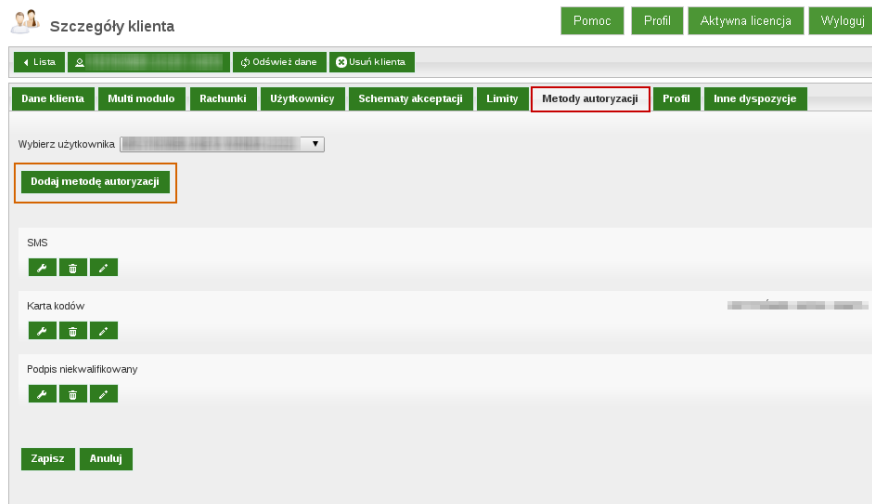 Szczegóły klienta
Pomoc Profil Aktywna licencja Wyloguj
Lista Odśwież dane Usuń klienta
Dane klienta Multi modulo Rachunki Użytkownicy Schematy akceptacji Limity Metody autoryzacji Profil Inne dyspozycje
Wybierz użytkownika
Dodaj metodę autoryzacji
SMS
Karta kodów
Podpis niekwalifikowany
Zapisz Anuluj